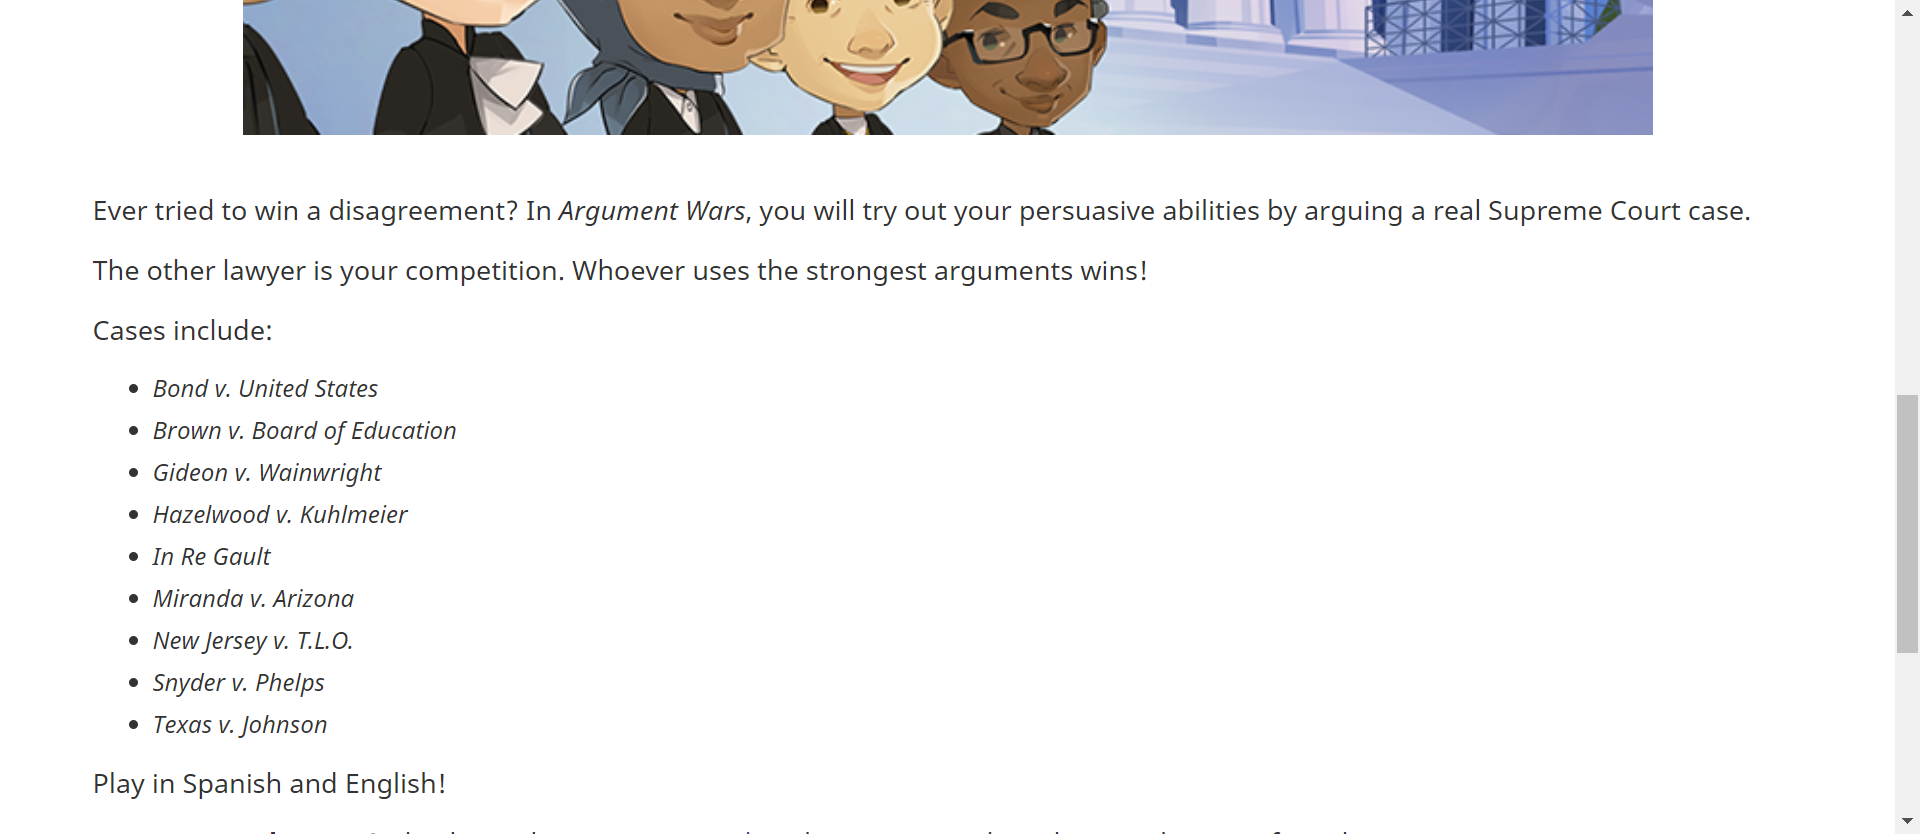 Ever tried to win a disagreement? In Argument Wars, you will try out your persuasive abilities by arguing a real Supreme Court case.
The other lawyer is your competition. Whoever uses the strongest arguments wins!
Cases include:
Bond v. United States
Brown v. Board of Education
Gideon v. Wainwright
Hazelwood v. Kuhlmeier
In Re Gault
Miranda v. Arizona
New Jersey v. T.L.O.
Snyder v. Phelps
Texas v. Johnson
Play in Spanish and English!